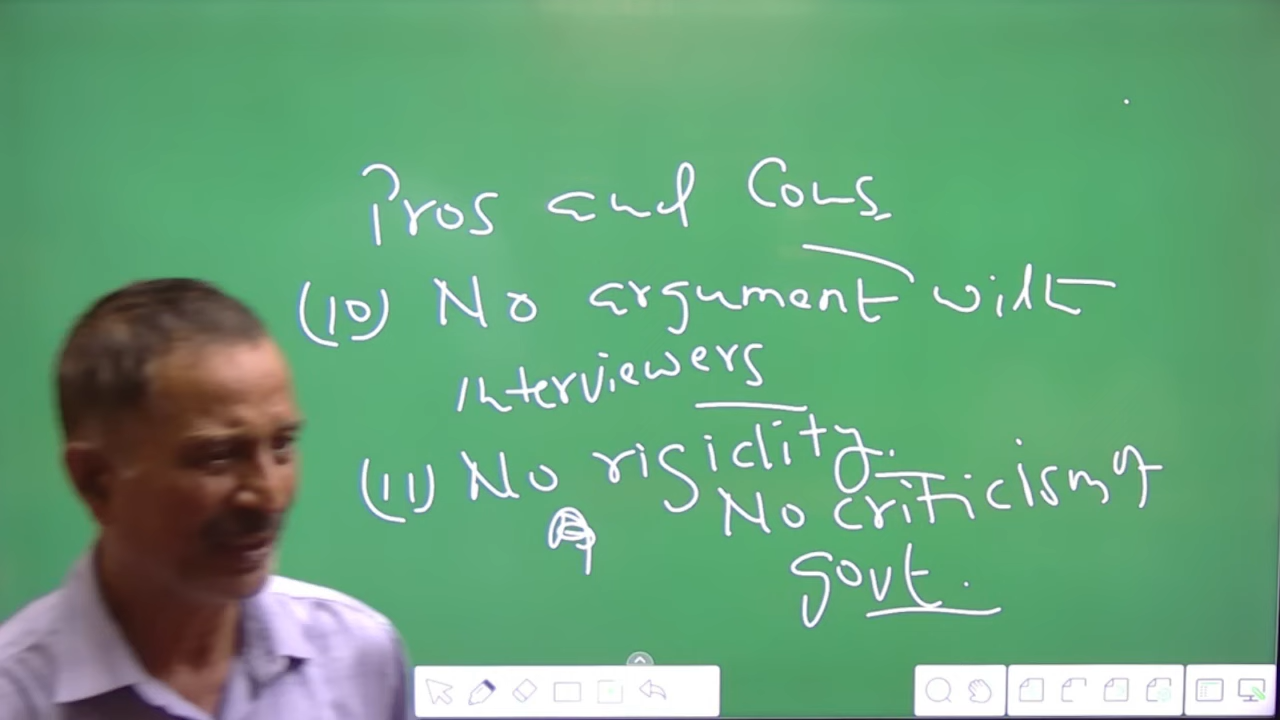 Pros and Cons
(10) No argument with
interviewers
(11) No rigidity.
No criticism of
govt.